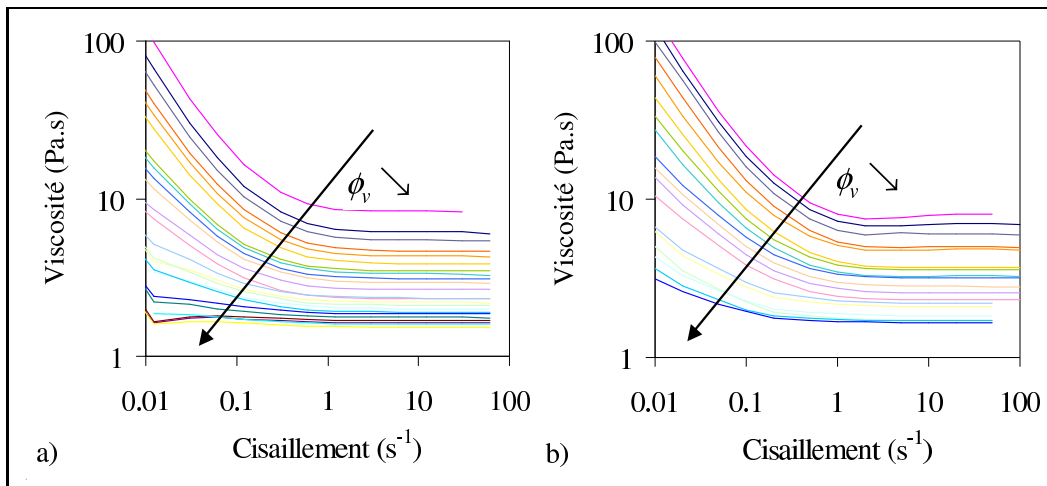 100
10
1
Viscosité (Pa.s)
0.01 0.1 1 10 100
Cisaillement (s-1)
ϕv ↘
a)
100
10
1
Viscosité (Pa.s)
0.01 0.1 1 10 100
Cisaillement (s-1)
ϕv ↘
b)